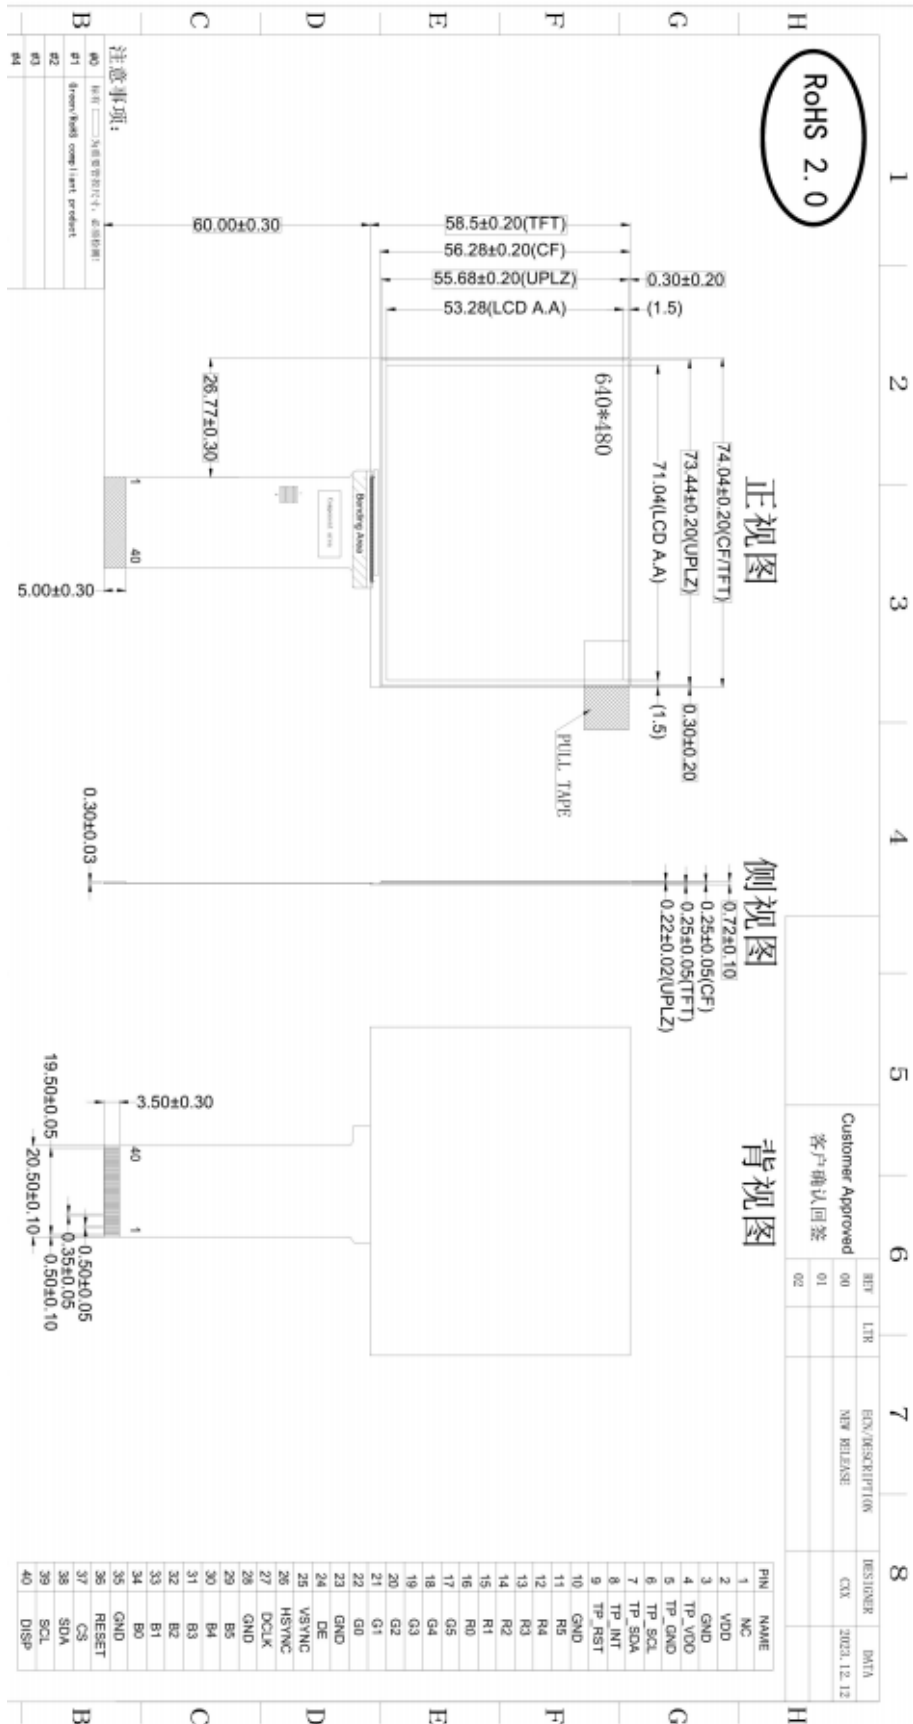 1 2 3 4 5 6 7 8
H
G
F
E
D
C
B
RoHS 2.0
正视图
侧视图
背视图
Customer Approved
客户确认回签
REV LTR ECN/DESCRIPTION DESIGNER DATA
00 NEW RELEASE CXX 2023.12.12
01
02
74.04±0.20(CF/TFT)
73.44±0.20(UPLZ)
71.04(LCD A.A)
0.30±0.20
(1.5)
640*480
58.5±0.20(TFT)
56.28±0.20(CF)
55.68±0.20(UPLZ)
53.28(LCD A.A)
0.30±0.20
(1.5)
60.00±0.30
PULL TAPE
Bending Area
Component area
26.77±0.30
1 40
5.00±0.30
0.72±0.10
0.25±0.05(CF)
0.25±0.05(TFT)
0.22±0.02(UPLZ)
0.30±0.03
3.50±0.30
40 1
0.50±0.05
0.35±0.05
0.50±0.10
19.50±0.05
20.50±0.10
PIN NAME
1 NC
2 VDD
3 GND
4 TP_VDD
5 TP_GND
6 TP_SCL
7 TP_SDA
8 TP_INT
9 TP_RST
10 GND
11 R5
12 R4
13 R3
14 R2
15 R1
16 R0
17 G5
18 G4
19 G3
20 G2
21 G1
22 G0
23 GND
24 DE
25 VSYNC
26 HSYNC
27 DCLK
28 GND
29 B5
30 B4
31 B3
32 B2
33 B1
34 B0
35 GND
36 RESET
37 CS
38 SDA
39 SCL
40 DISP
注意事项:
#0
#1 Green/RoHS compliant product
#2
#3
#4
H
G
F
E
D
C
B